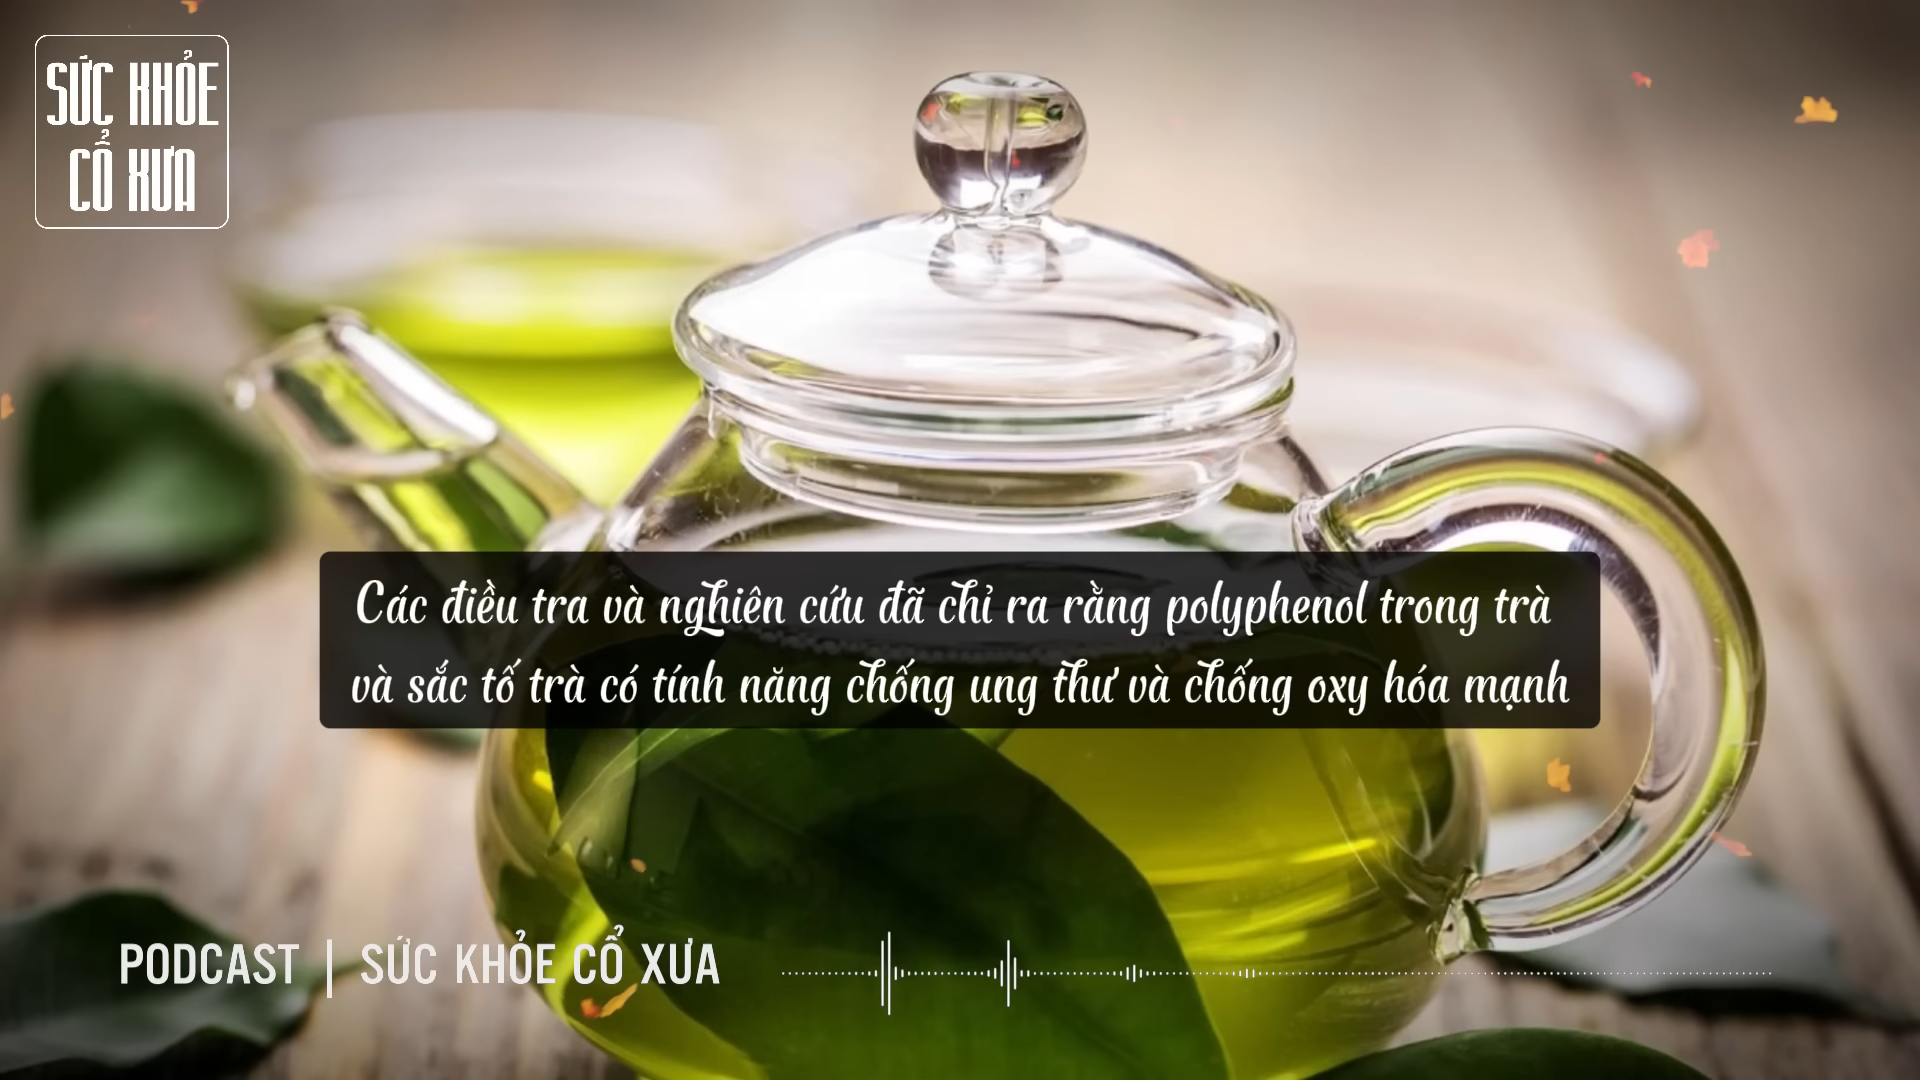 SỨC KHỎE
CỔ XƯA
Các điều tra và nghiên cứu đã chỉ ra rằng polyphenol trong trà
và sắc tố trà có tính năng chống ung thư và chống oxy hóa mạnh
PODCAST | SỨC KHỎE CỔ XƯA